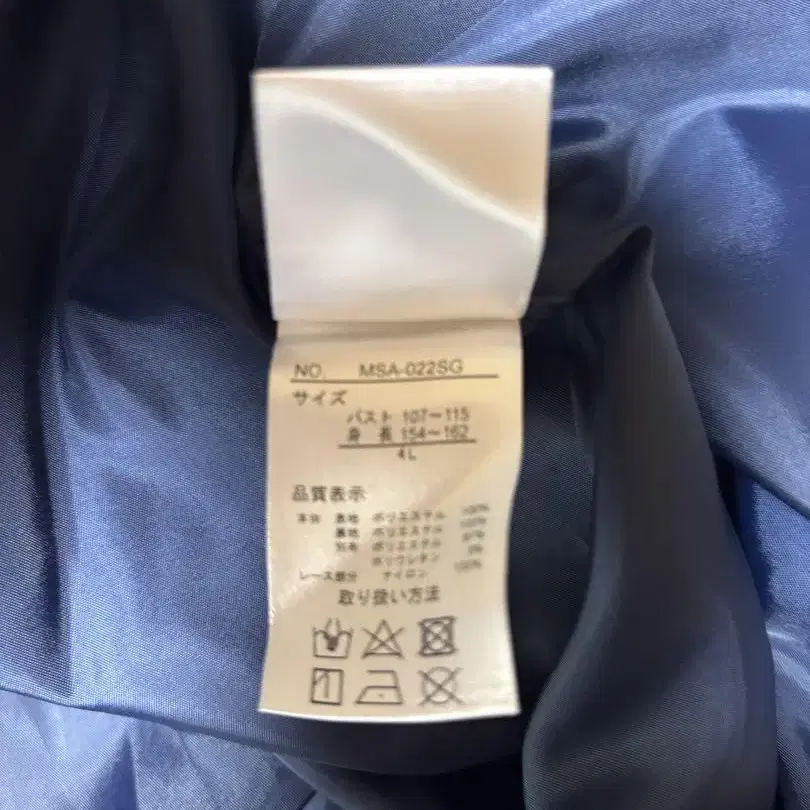 NO. MSA-022SG
サイズ
バスト 107〜115
身 長 154〜162
4L
品質表示
本体 表地 ポリエステル 100%
裏地 ポリエステル 100%
別布 ポリエステル
ポリウレタン
レース部分 ナイロン 100%
取り扱い方法